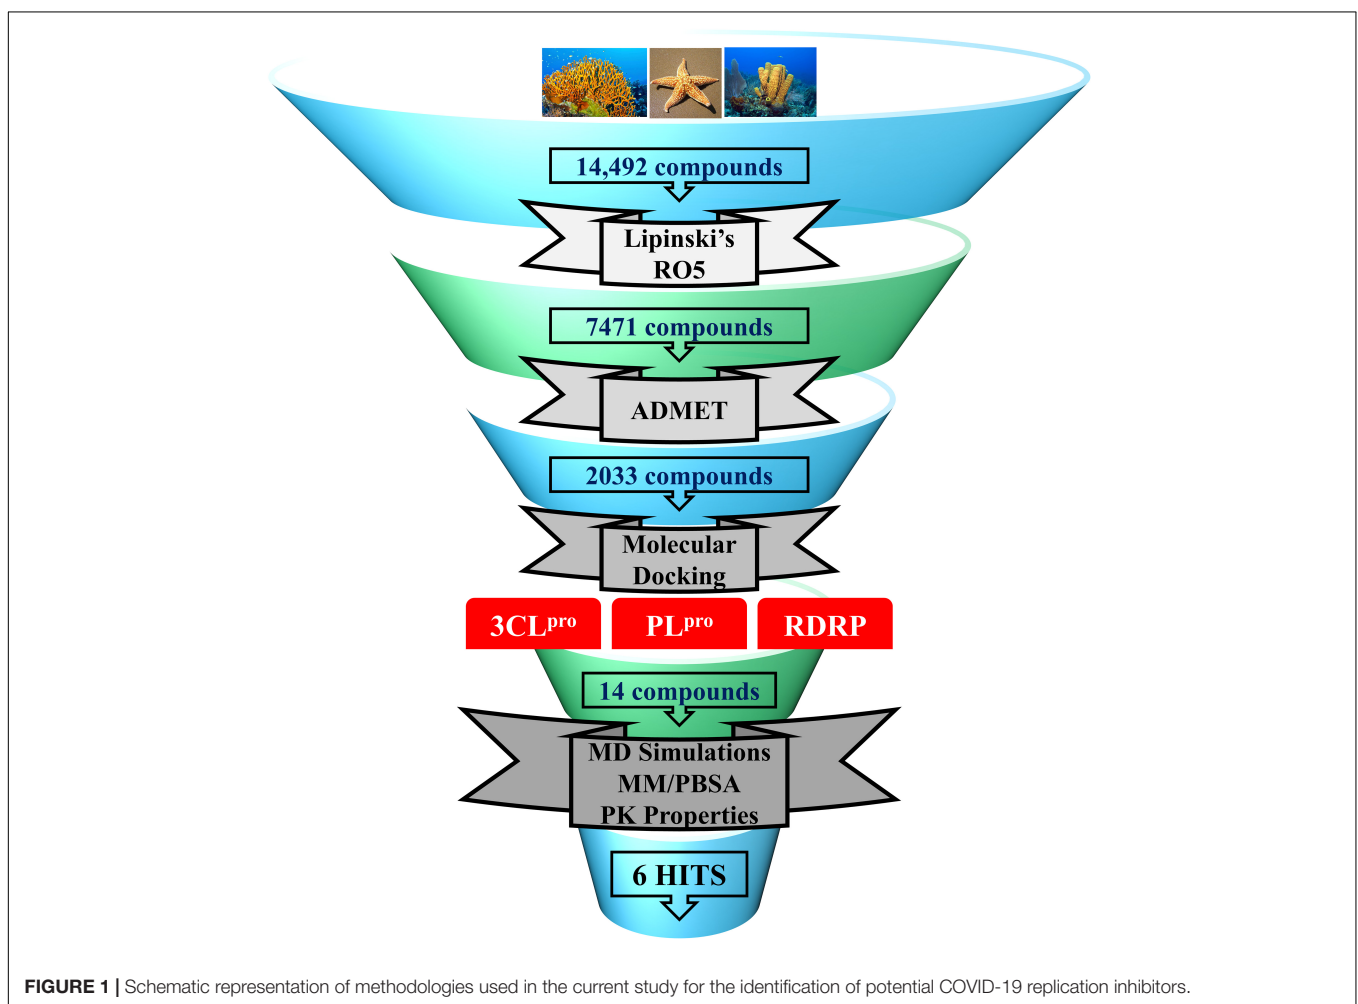 14,492 compounds
Lipinski's
RO5
7471 compounds
ADMET
2033 compounds
Molecular
Docking
3CLpro PLpro RDRP
14 compounds
MD Simulations
MM/PBSA
PK Properties
6 HITS
FIGURE 1 | Schematic representation of methodologies used in the current study for the identification of potential COVID-19 replication inhibitors.